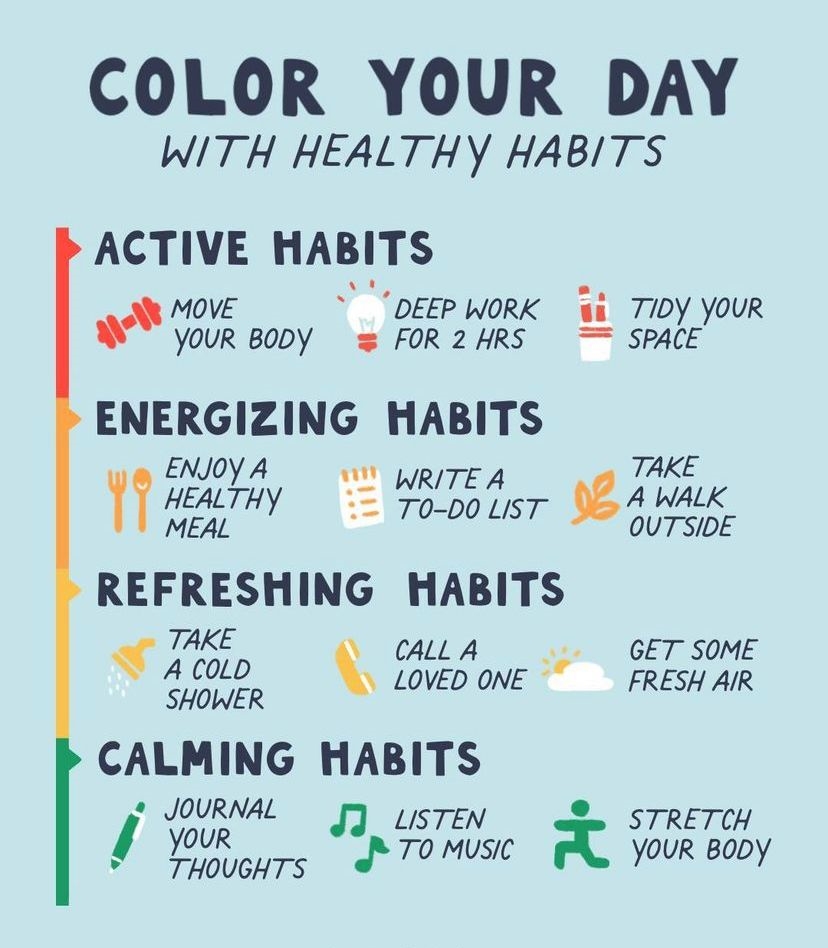 COLOR YOUR DAY
WITH HEALTHY HABITS
ACTIVE HABITS
MOVE
YOUR BODY
DEEP WORK
FOR 2 HRS
TIDY YOUR
SPACE
ENERGIZING HABITS
ENJOY A
HEALTHY
MEAL
WRITE A
TO-DO LIST
TAKE
A WALK
OUTSIDE
REFRESHING HABITS
TAKE
A COLD
SHOWER
CALL A
LOVED ONE
GET SOME
FRESH AIR
CALMING HABITS
JOURNAL
YOUR
THOUGHTS
LISTEN
TO MUSIC
STRETCH
YOUR BODY